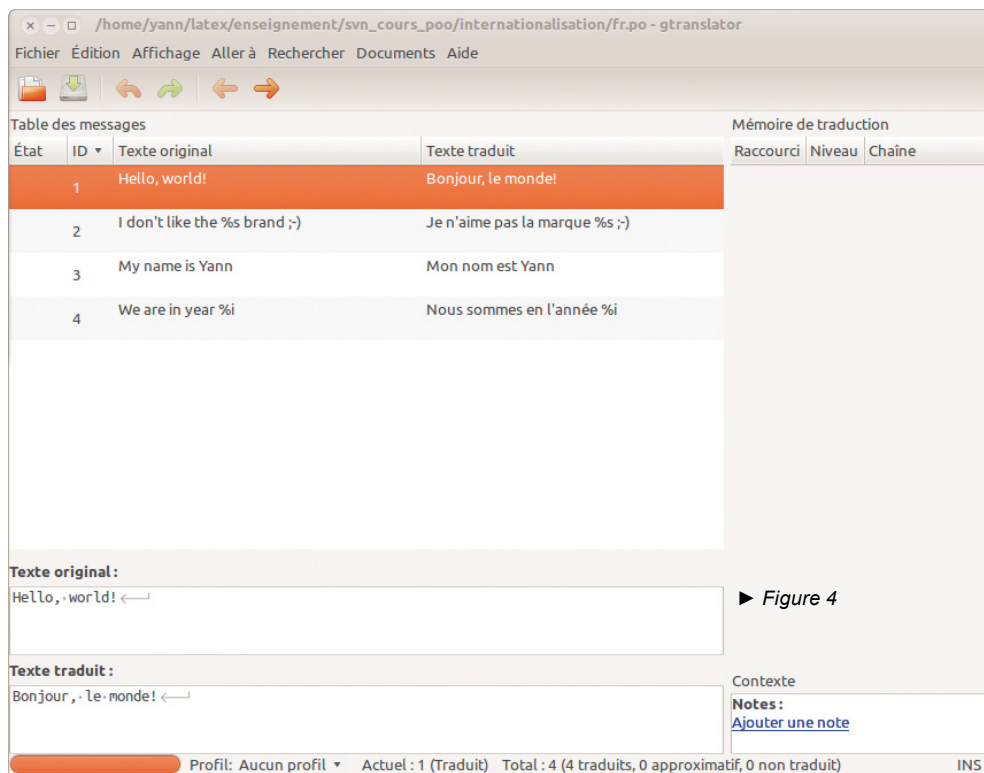 /home/yann/latex/enseignement/svn_cours_poo/internationalisation/fr.po - gtranslator
Fichier Édition Affichage Aller à Rechercher Documents Aide
Table des messages
État ID Texte original Texte traduit
1 Hello, world! Bonjour, le monde!
2 I don't like the %s brand ;-) Je n'aime pas la marque %s ;-)
3 My name is Yann Mon nom est Yann
4 We are in year %i Nous sommes en l'année %i
Mémoire de traduction
Raccourci Niveau Chaîne
Texte original :
Hello,·world!
► Figure 4
Texte traduit :
Bonjour,·le·monde!
Contexte
Notes :
Ajouter une note
Profil: Aucun profil Actuel : 1 (Traduit) Total : 4 (4 traduits, 0 approximatif, 0 non traduit) INS